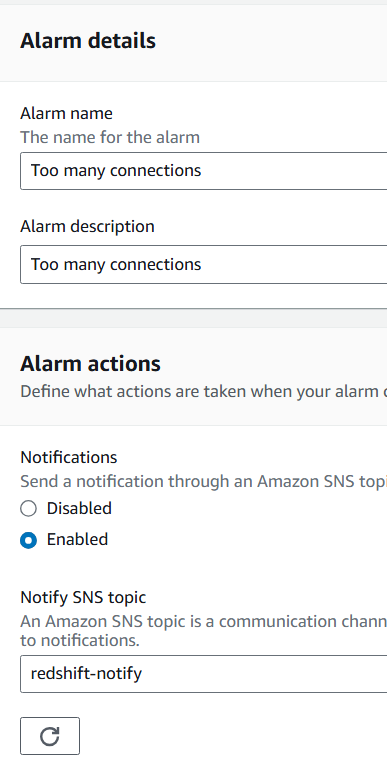 Alarm details
Alarm name
The name for the alarm
Too many connections
Alarm description
Too many connections
Alarm actions
Define what actions are taken when your alarm
Notifications
Send a notification through an Amazon SNS
Disabled
Enabled
Notify SNS topic
An Amazon SNS topic is a communication
to notifications.
redshift-notify